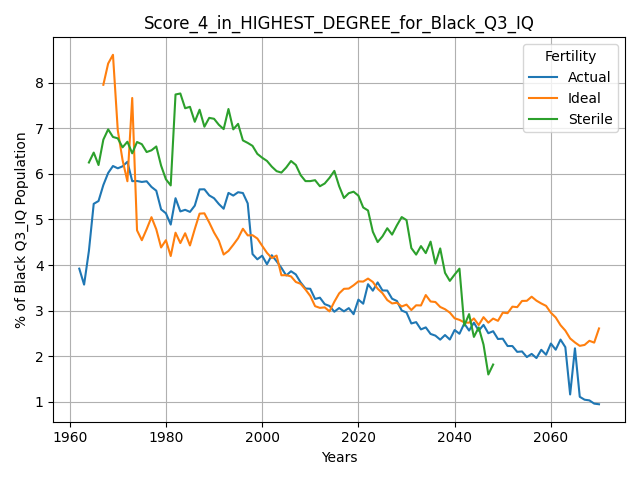 Score_4_in_HIGHEST_DEGREE_for_Black_Q3_IQ
Fertility
Actual
Ideal
Sterile
% of Black Q3_IQ Population
8
7
6
5
4
3
2
1
1960 1980 2000 2020 2040 2060
Years